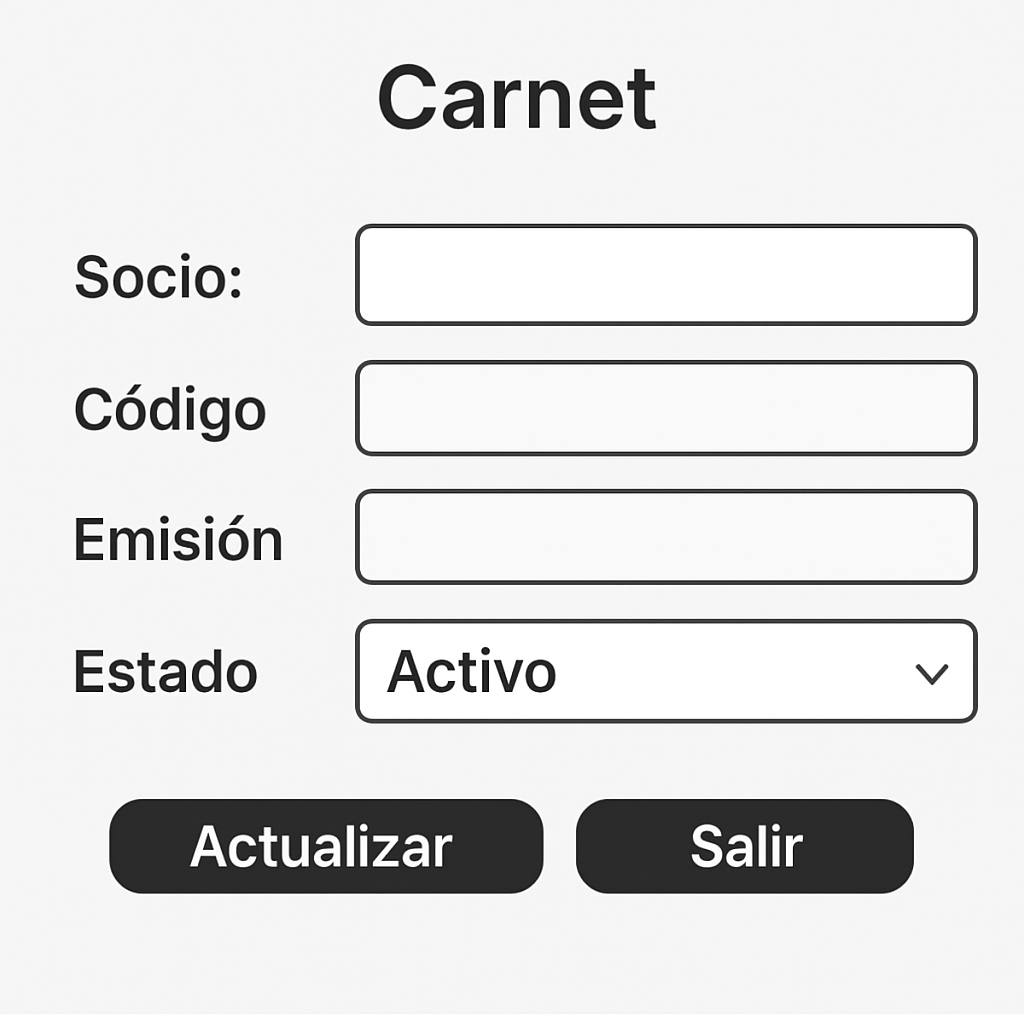 Carnet
Socio:
Código
Emisión
Estado Activo
Actualizar Salir